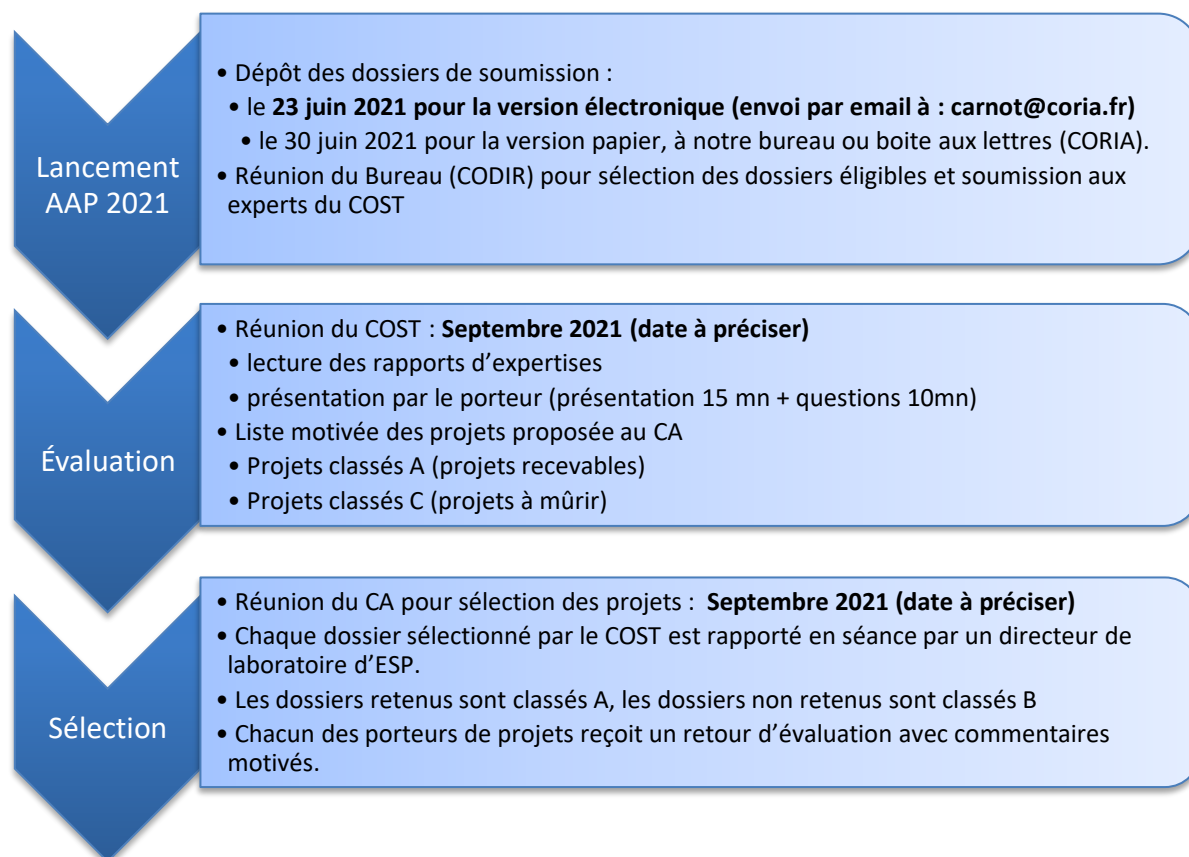 Lancement
AAP 2021
• Dépôt des dossiers de soumission :
• le 23 juin 2021 pour la version électronique (envoi par email à : carnot@coria.fr)
• le 30 juin 2021 pour la version papier, à notre bureau ou boite aux lettres (CORIA).
• Réunion du Bureau (CODIR) pour sélection des dossiers éligibles et soumission aux
experts du COST
Évaluation
• Réunion du COST : Septembre 2021 (date à préciser)
• lecture des rapports d’expertises
• présentation par le porteur (présentation 15 mn + questions 10mn)
• Liste motivée des projets proposée au CA
• Projets classés A (projets recevables)
• Projets classés C (projets à mûrir)
Sélection
• Réunion du CA pour sélection des projets : Septembre 2021 (date à préciser)
• Chaque dossier sélectionné par le COST est rapporté en séance par un directeur de
laboratoire d’ESP.
• Les dossiers retenus sont classés A, les dossiers non retenus sont classés B
• Chacun des porteurs de projets reçoit un retour d’évaluation avec commentaires
motivés.